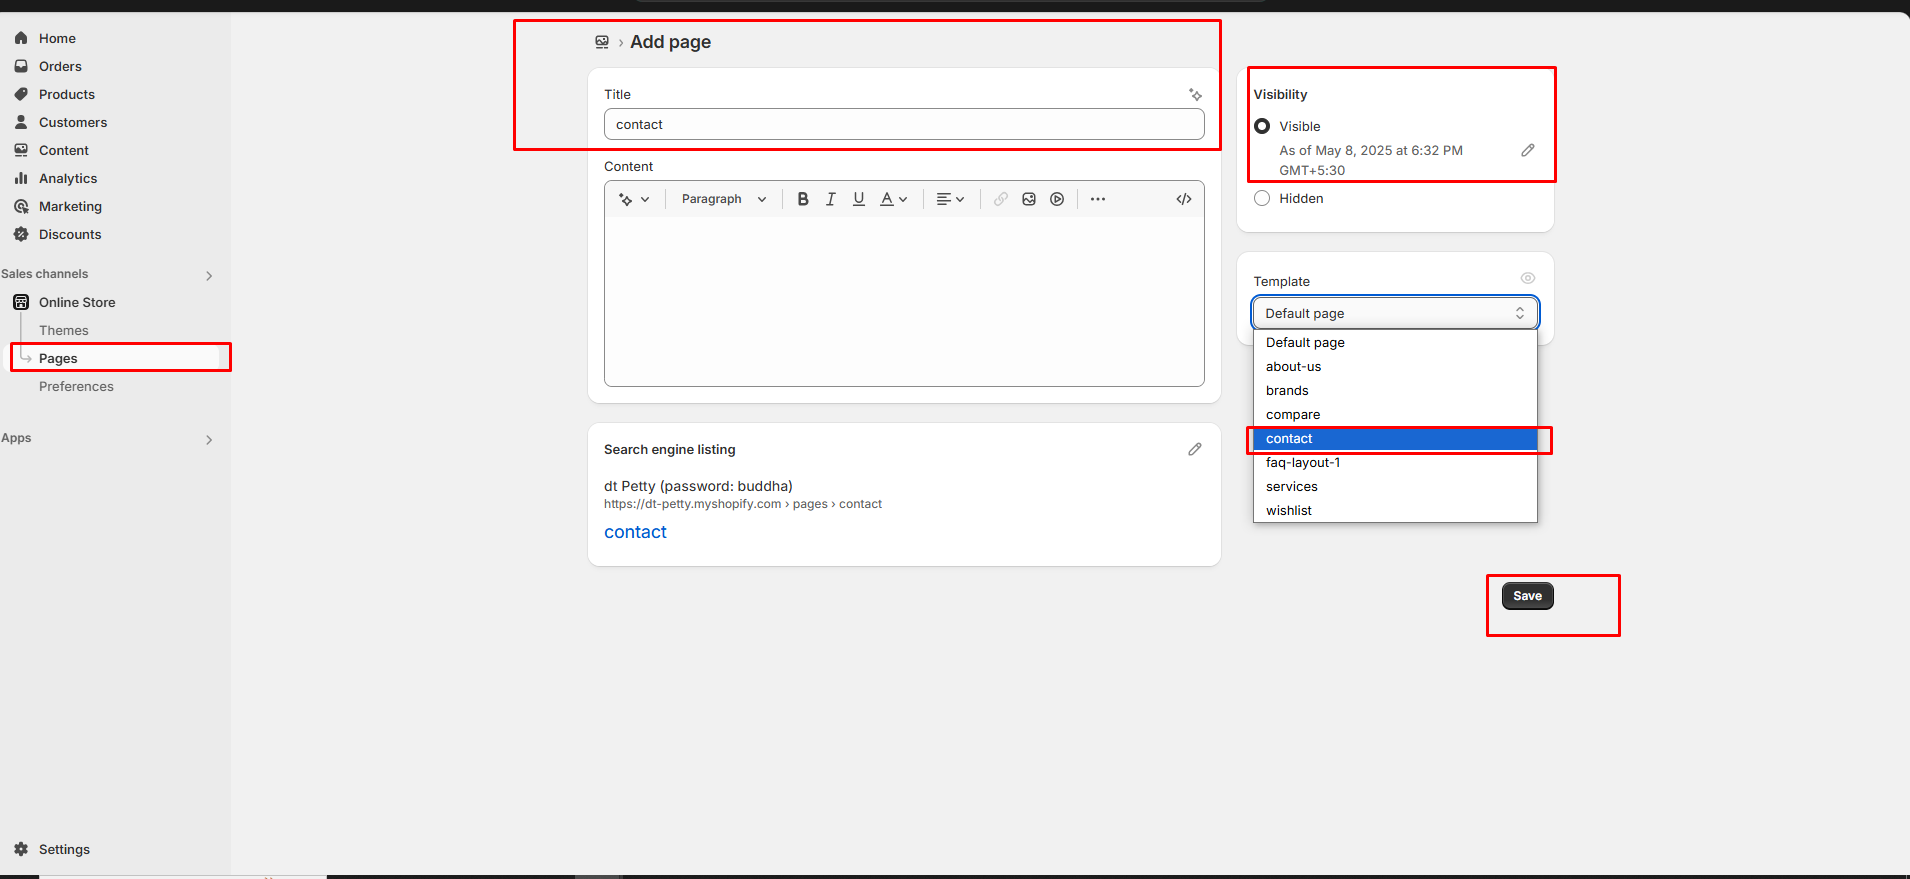 Home
Orders
Products
Customers
Content
Analytics
Marketing
Discounts
Sales channels
Online Store
Themes
Pages
Preferences
Apps
Settings
Add page
Title
contact
Content
Paragraph
B I U A
Search engine listing
dt Petty (password: buddha)
https://dt-petty.myshopify.com › pages › contact
contact
Visibility
Visible
As of May 8, 2025 at 6:32 PM
GMT+5:30
Hidden
Template
Default page
Default page
about-us
brands
compare
contact
faq-layout-1
services
wishlist
Save